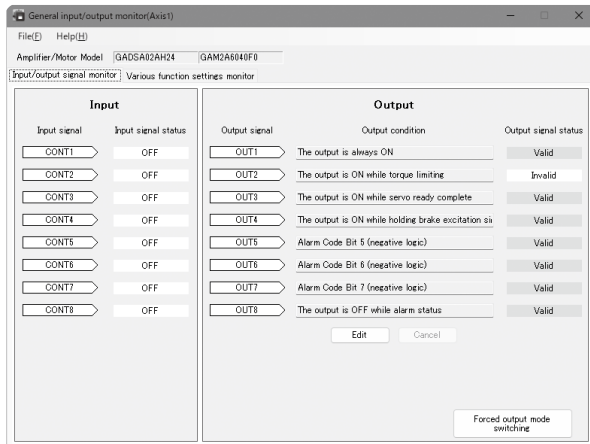 General input/output monitor(Axis1)
File(F) Help(H)
Amplifier/Motor Model GADSA02AH24 GAM2A6040F0
Input/output signal monitor Various function settings monitor
Input Output
Input signal Input signal status Output signal Output condition Output signal status
CONT1 OFF OUT1 The output is always ON Valid
CONT2 OFF OUT2 The output is ON while torque limiting Invalid
CONT3 OFF OUT3 The output is ON while servo ready complete Valid
CONT4 OFF OUT4 The output is ON while holding brake excitation si Valid
CONT5 OFF OUT5 Alarm Code Bit 5 (negative logic) Valid
CONT6 OFF OUT6 Alarm Code Bit 6 (negative logic) Valid
CONT7 OFF OUT7 Alarm Code Bit 7 (negative logic) Valid
CONT8 OFF OUT8 The output is OFF while alarm status Valid
Edit Cancel
Forced output mode
switching